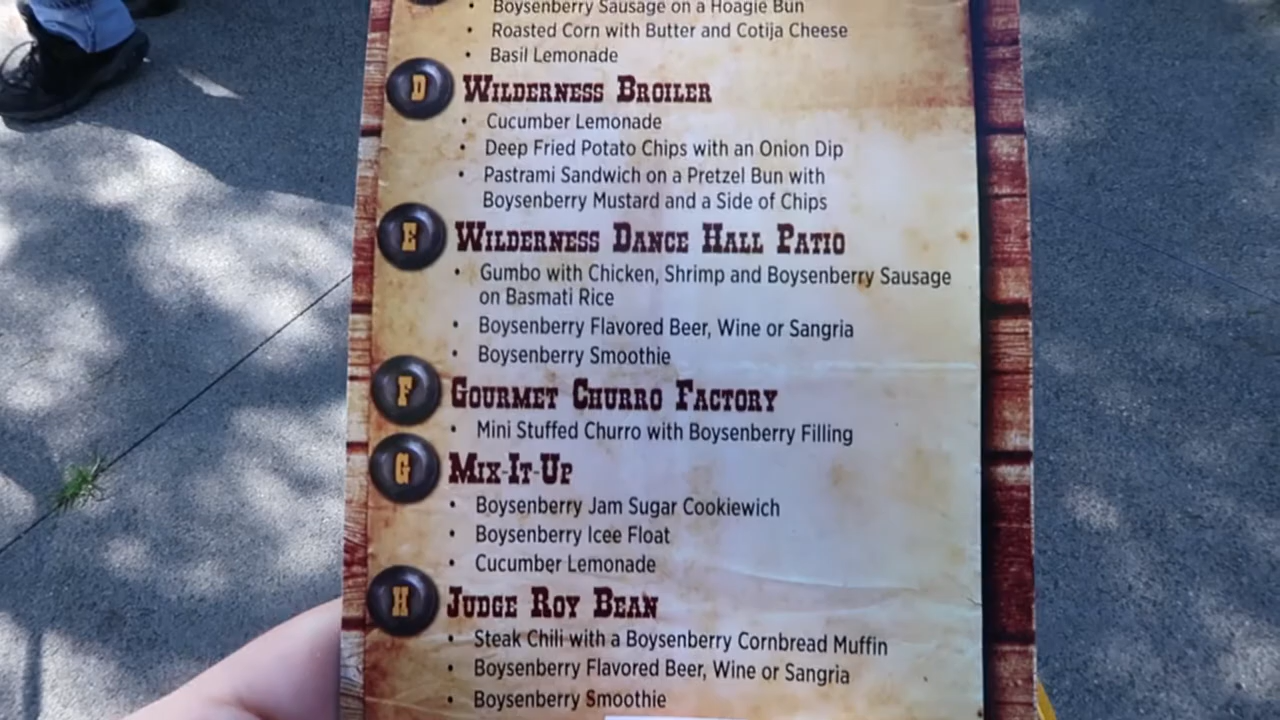 • Boysenberry Sausage on a Hoagie Bun
• Roasted Corn with Butter and Cotija Cheese
• Basil Lemonade
D WILDERNESS BROILER
• Cucumber Lemonade
• Deep Fried Potato Chips with an Onion Dip
• Pastrami Sandwich on a Pretzel Bun with
Boysenberry Mustard and a Side of Chips
E WILDERNESS DANCE HALL PATIO
• Gumbo with Chicken, Shrimp and Boysenberry Sausage
on Basmati Rice
• Boysenberry Flavored Beer, Wine or Sangria
• Boysenberry Smoothie
F GOURMET CHURRO FACTORY
• Mini Stuffed Churro with Boysenberry Filling
G MIX-IT-UP
• Boysenberry Jam Sugar Cookiewich
• Boysenberry Icee Float
• Cucumber Lemonade
H JUDGE ROY BEAN
• Steak Chili with a Boysenberry Cornbread Muffin
• Boysenberry Flavored Beer, Wine or Sangria
• Boysenberry Smoothie